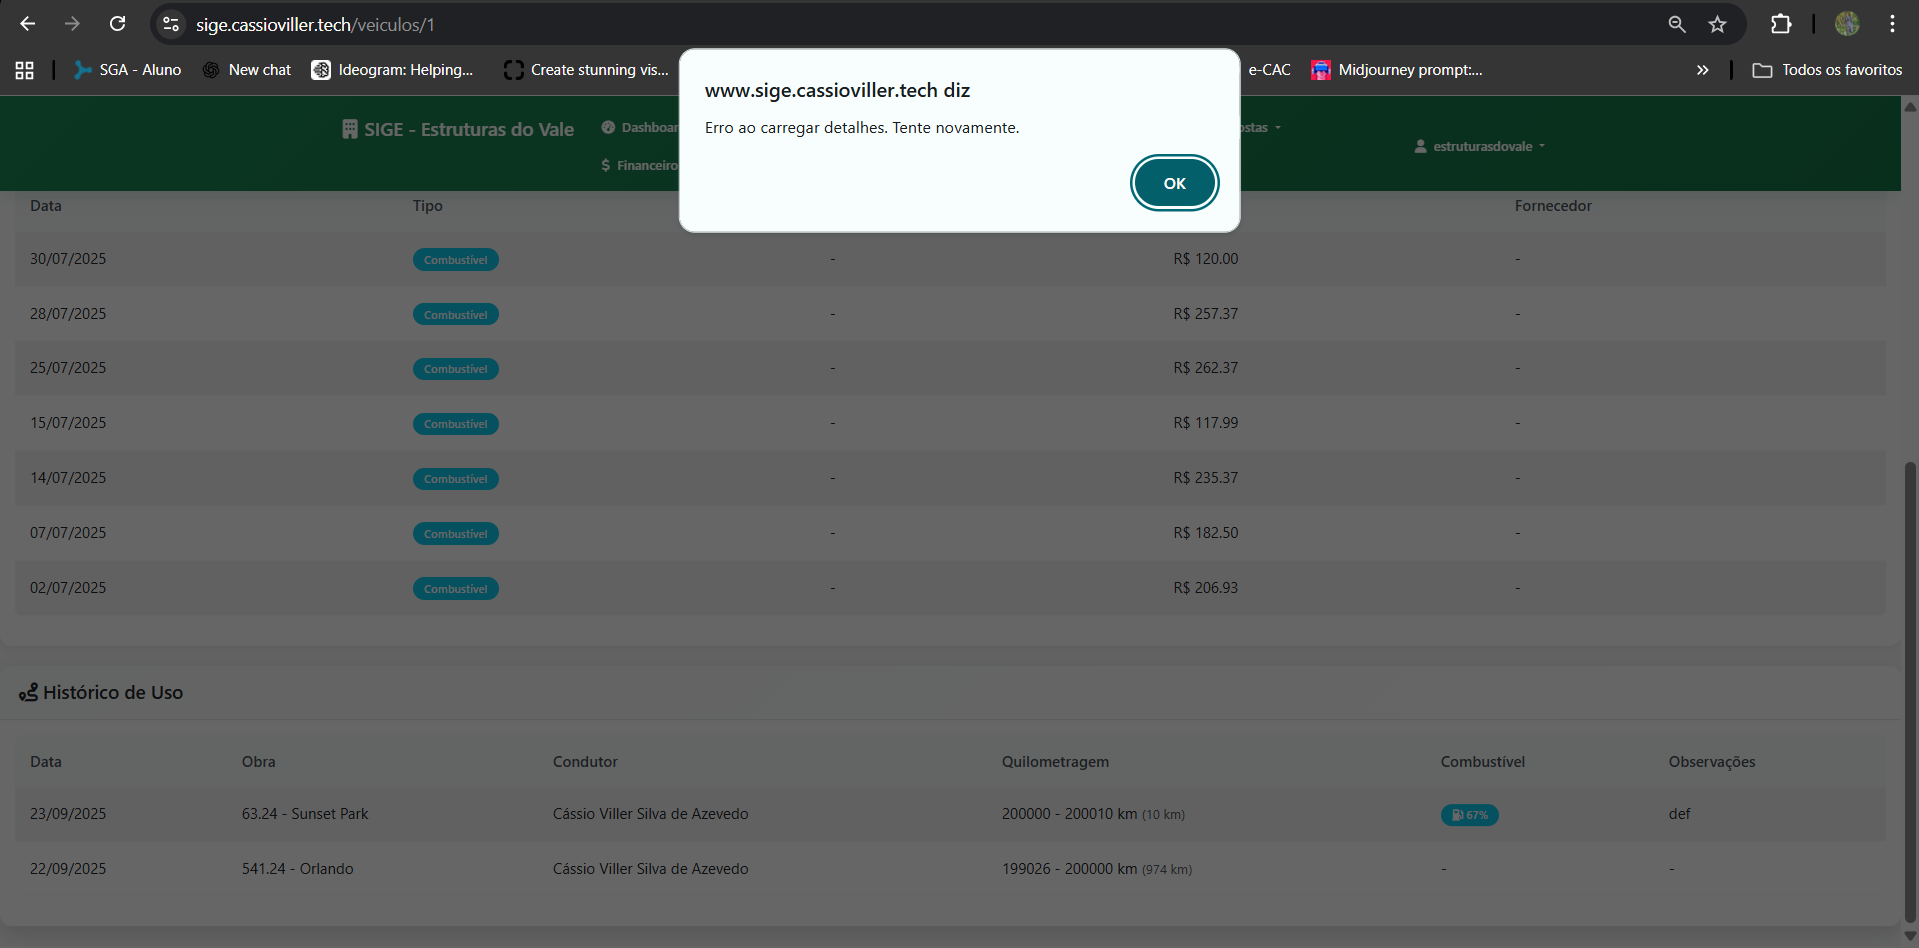 sige.cassioviller.tech/veiculos/1
SGA - Aluno
New chat
Ideogram: Helping...
Create stunning vis...
e-CAC
Midjourney prompt:...
Todos os favoritos
www.sige.cassioviller.tech diz
Erro ao carregar detalhes. Tente novamente.
OK
SIGE - Estruturas do Vale
$ Financeiro
estruturasdovale
Data Tipo Fornecedor
30/07/2025 Combustível - R$ 120.00 -
28/07/2025 Combustível - R$ 257.37 -
25/07/2025 Combustível - R$ 262.37 -
15/07/2025 Combustível - R$ 117.99 -
14/07/2025 Combustível - R$ 235.37 -
07/07/2025 Combustível - R$ 182.50 -
02/07/2025 Combustível - R$ 206.93 -
Histórico de Uso
Data Obra Condutor Quilometragem Combustível Observações
23/09/2025 63.24 - Sunset Park Cássio Viller Silva de Azevedo 200000 - 200010 km (10 km) 67% def
22/09/2025 541.24 - Orlando Cássio Viller Silva de Azevedo 199026 - 200000 km (974 km) - -